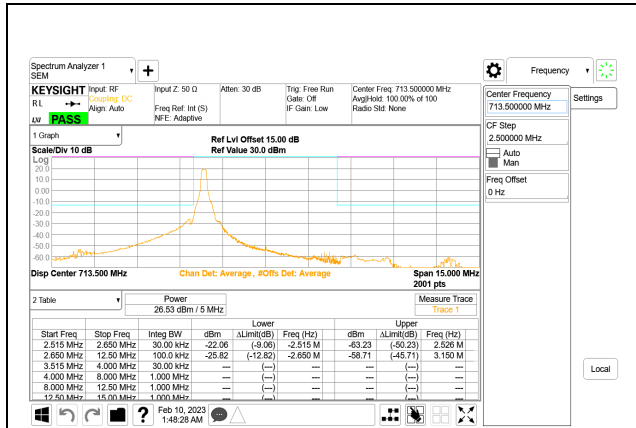 Spectrum Analyzer 1
SEM
Frequency
KEYSIGHT
Input: RF
Coupling: DC
Align: Auto
Input Z: 50 Ω
Freq Ref: Int (S)
NFE: Adaptive
Atten: 30 dB
Trig: Free Run
Gate: Off
IF Gain: Low
Center Freq: 713.500000 MHz
Avg|Hold: 100.00% of 100
Radio Std: None
R L
LXI PASS
Center Frequency
713.500000 MHz
Settings
CF Step
2.500000 MHz
Auto
Man
Freq Offset
0 Hz
Local
1 Graph
Scale/Div 10 dB
Ref Lvl Offset 15.00 dB
Ref Value 30.0 dBm
Log
20.0
10.0
0.00
-10.0
-20.0
-30.0
-40.0
-50.0
-60.0
Disp Center 713.500 MHz
Chan Det: Average, #Offs Det: Average
Span 15.000 MHz
2001 pts
2 Table
Power
26.53 dBm / 5 MHz
Measure Trace
Trace 1
Lower Upper
Start Freq Stop Freq Integ BW dBm ΔLimit(dB) Freq (Hz) dBm ΔLimit(dB) Freq (Hz)
2.515 MHz 2.650 MHz 30.00 kHz -22.06 (-9.06) -2.515 M -63.23 (-50.23) 2.526 M
2.650 MHz 12.50 MHz 100.0 kHz -25.82 (-12.82) -2.650 M -58.71 (-45.71) 3.150 M
3.515 MHz 4.000 MHz 30.00 kHz --- (---) --- --- (---) ---
4.000 MHz 8.000 MHz 1.000 MHz --- (---) --- --- (---) ---
8.000 MHz 12.50 MHz 1.000 MHz --- (---) --- --- (---) ---
12.50 MHz 15.00 MHz 1.000 MHz --- (---) --- --- (---) ---
?
Feb 10, 2023
1:48:28 AM